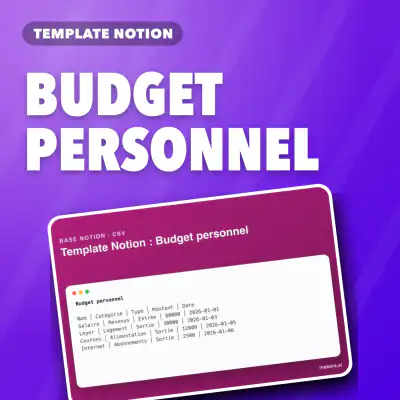 TEMPLATE NOTION
BUDGET
PERSONNEL
BASE NOTION · CSV
Template Notion : Budget personnel
Budget personnel
Nom | Catégorie | Type | Montant | Date
Salaire | Revenus | Entrée | 80000 | 2026-01-01
Loyer | Logement | Sortie | 30000 | 2026-01-03
Courses | Alimentation | Sortie | 12000 | 2026-01-05
Internet | Abonnements | Sortie | 2500 | 2026-01-06